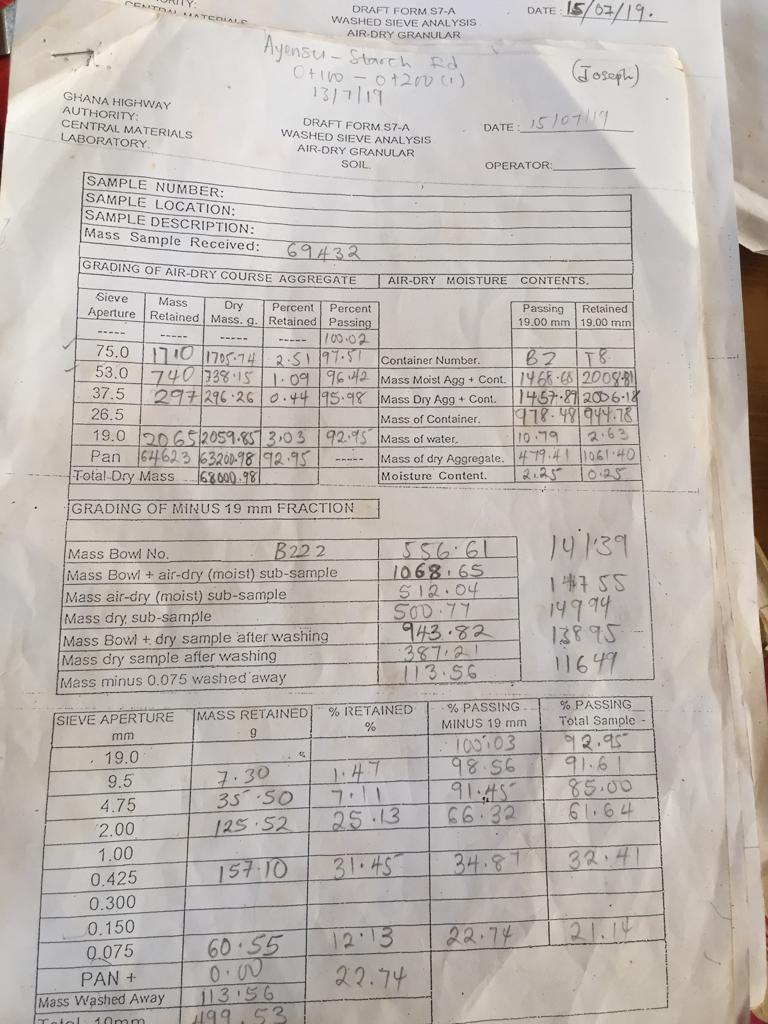 CENTRAL MATERIALS
DRAFT FORM.S7-A
DATE: 15/07/19.
WASHED SIEVE ANALYSIS
AIR-DRY GRANULAR
Ayensu - Starch Rd
0+100 - 0+200 (1)
(Joseph)
13/7/19
GHANA HIGHWAY
AUTHORITY:
CENTRAL MATERIALS
LABORATORY.
DRAFT FORM.S7-A
WASHED SIEVE ANALYSIS
AIR-DRY GRANULAR
SOIL.
DATE: 15/07/19
OPERATOR:
SAMPLE NUMBER:
SAMPLE LOCATION:
SAMPLE DESCRIPTION:
Mass Sample Received: 69432
GRADING OF AIR-DRY COURSE AGGREGATE AIR-DRY MOISTURE CONTENTS.
Sieve Aperture Mass Retained Dry Mass. g. Percent Retained Percent Passing Passing 19.00 mm Retained 19.00 mm
----- ----- ----- ----- 100.02
75.0 1710 1705.74 2.51 97.51 Container Number. B7 T8
53.0 740 738.15 1.09 96.42 Mass Moist Agg + Cont. 1468.68 2008.81
37.5 297 296.26 0.44 95.98 Mass Dry Agg + Cont. 1457.89 2006.18
26.5 Mass of Container. 978.48 944.78
19.0 2065 2059.85 3.03 92.95 Mass of water. 10.79 2.63
Pan 64623 63200.98 92.95 ----- Mass of dry Aggregate. 479.41 1061.40
Total Dry Mass 68000.98 Moisture Content. 2.25 0.25
GRADING OF MINUS 19 mm FRACTION
Mass Bowl No. B222 556.61 14139
Mass Bowl + air-dry (moist) sub-sample 1068.65
Mass air-dry (moist) sub-sample 512.04 14755
Mass dry sub-sample 500.77 14994
Mass Bowl + dry sample after washing 943.82 13895
Mass dry sample after washing 387.21 11649
Mass minus 0.075 washed away 113.56
SIEVE APERTURE mm MASS RETAINED g % RETAINED % % PASSING MINUS 19 mm % PASSING Total Sample -
19.0 100.03 92.95
9.5 7.30 1.47 98.56 91.61
4.75 35.50 7.11 91.45 85.00
2.00 125.52 25.13 66.32 61.64
1.00
0.425 157.10 31.45 34.87 32.41
0.300
0.150
0.075 60.55 12.13 22.74 21.14
PAN + 0.00 22.74
Mass Washed Away 113.56
Total 19mm 499.53